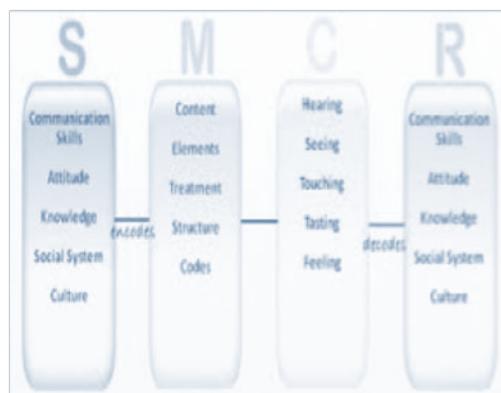 S
Communication
Skills
Attitude
Knowledge
Social System
Culture
encodes
M
Content
Elements
Treatment
Structure
Codes
C
Hearing
Seeing
Touching
Tasting
Feeling
decodes
R
Communication
Skills
Attitude
Knowledge
Social System
Culture